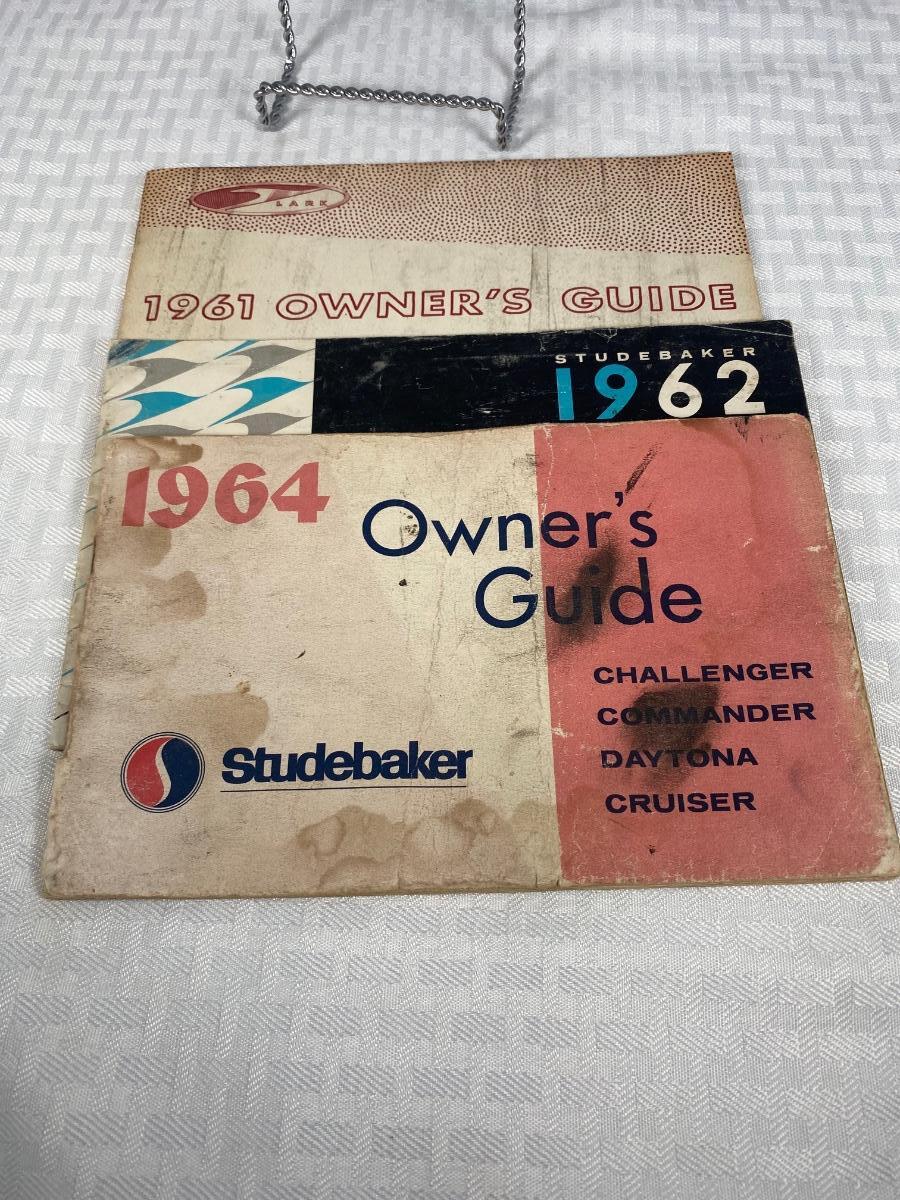 LARK
1961 OWNER'S GUIDE
STUDEBAKER
1962
1964
Owner's
Guide
CHALLENGER
COMMANDER
DAYTONA
CRUISER
Studebaker